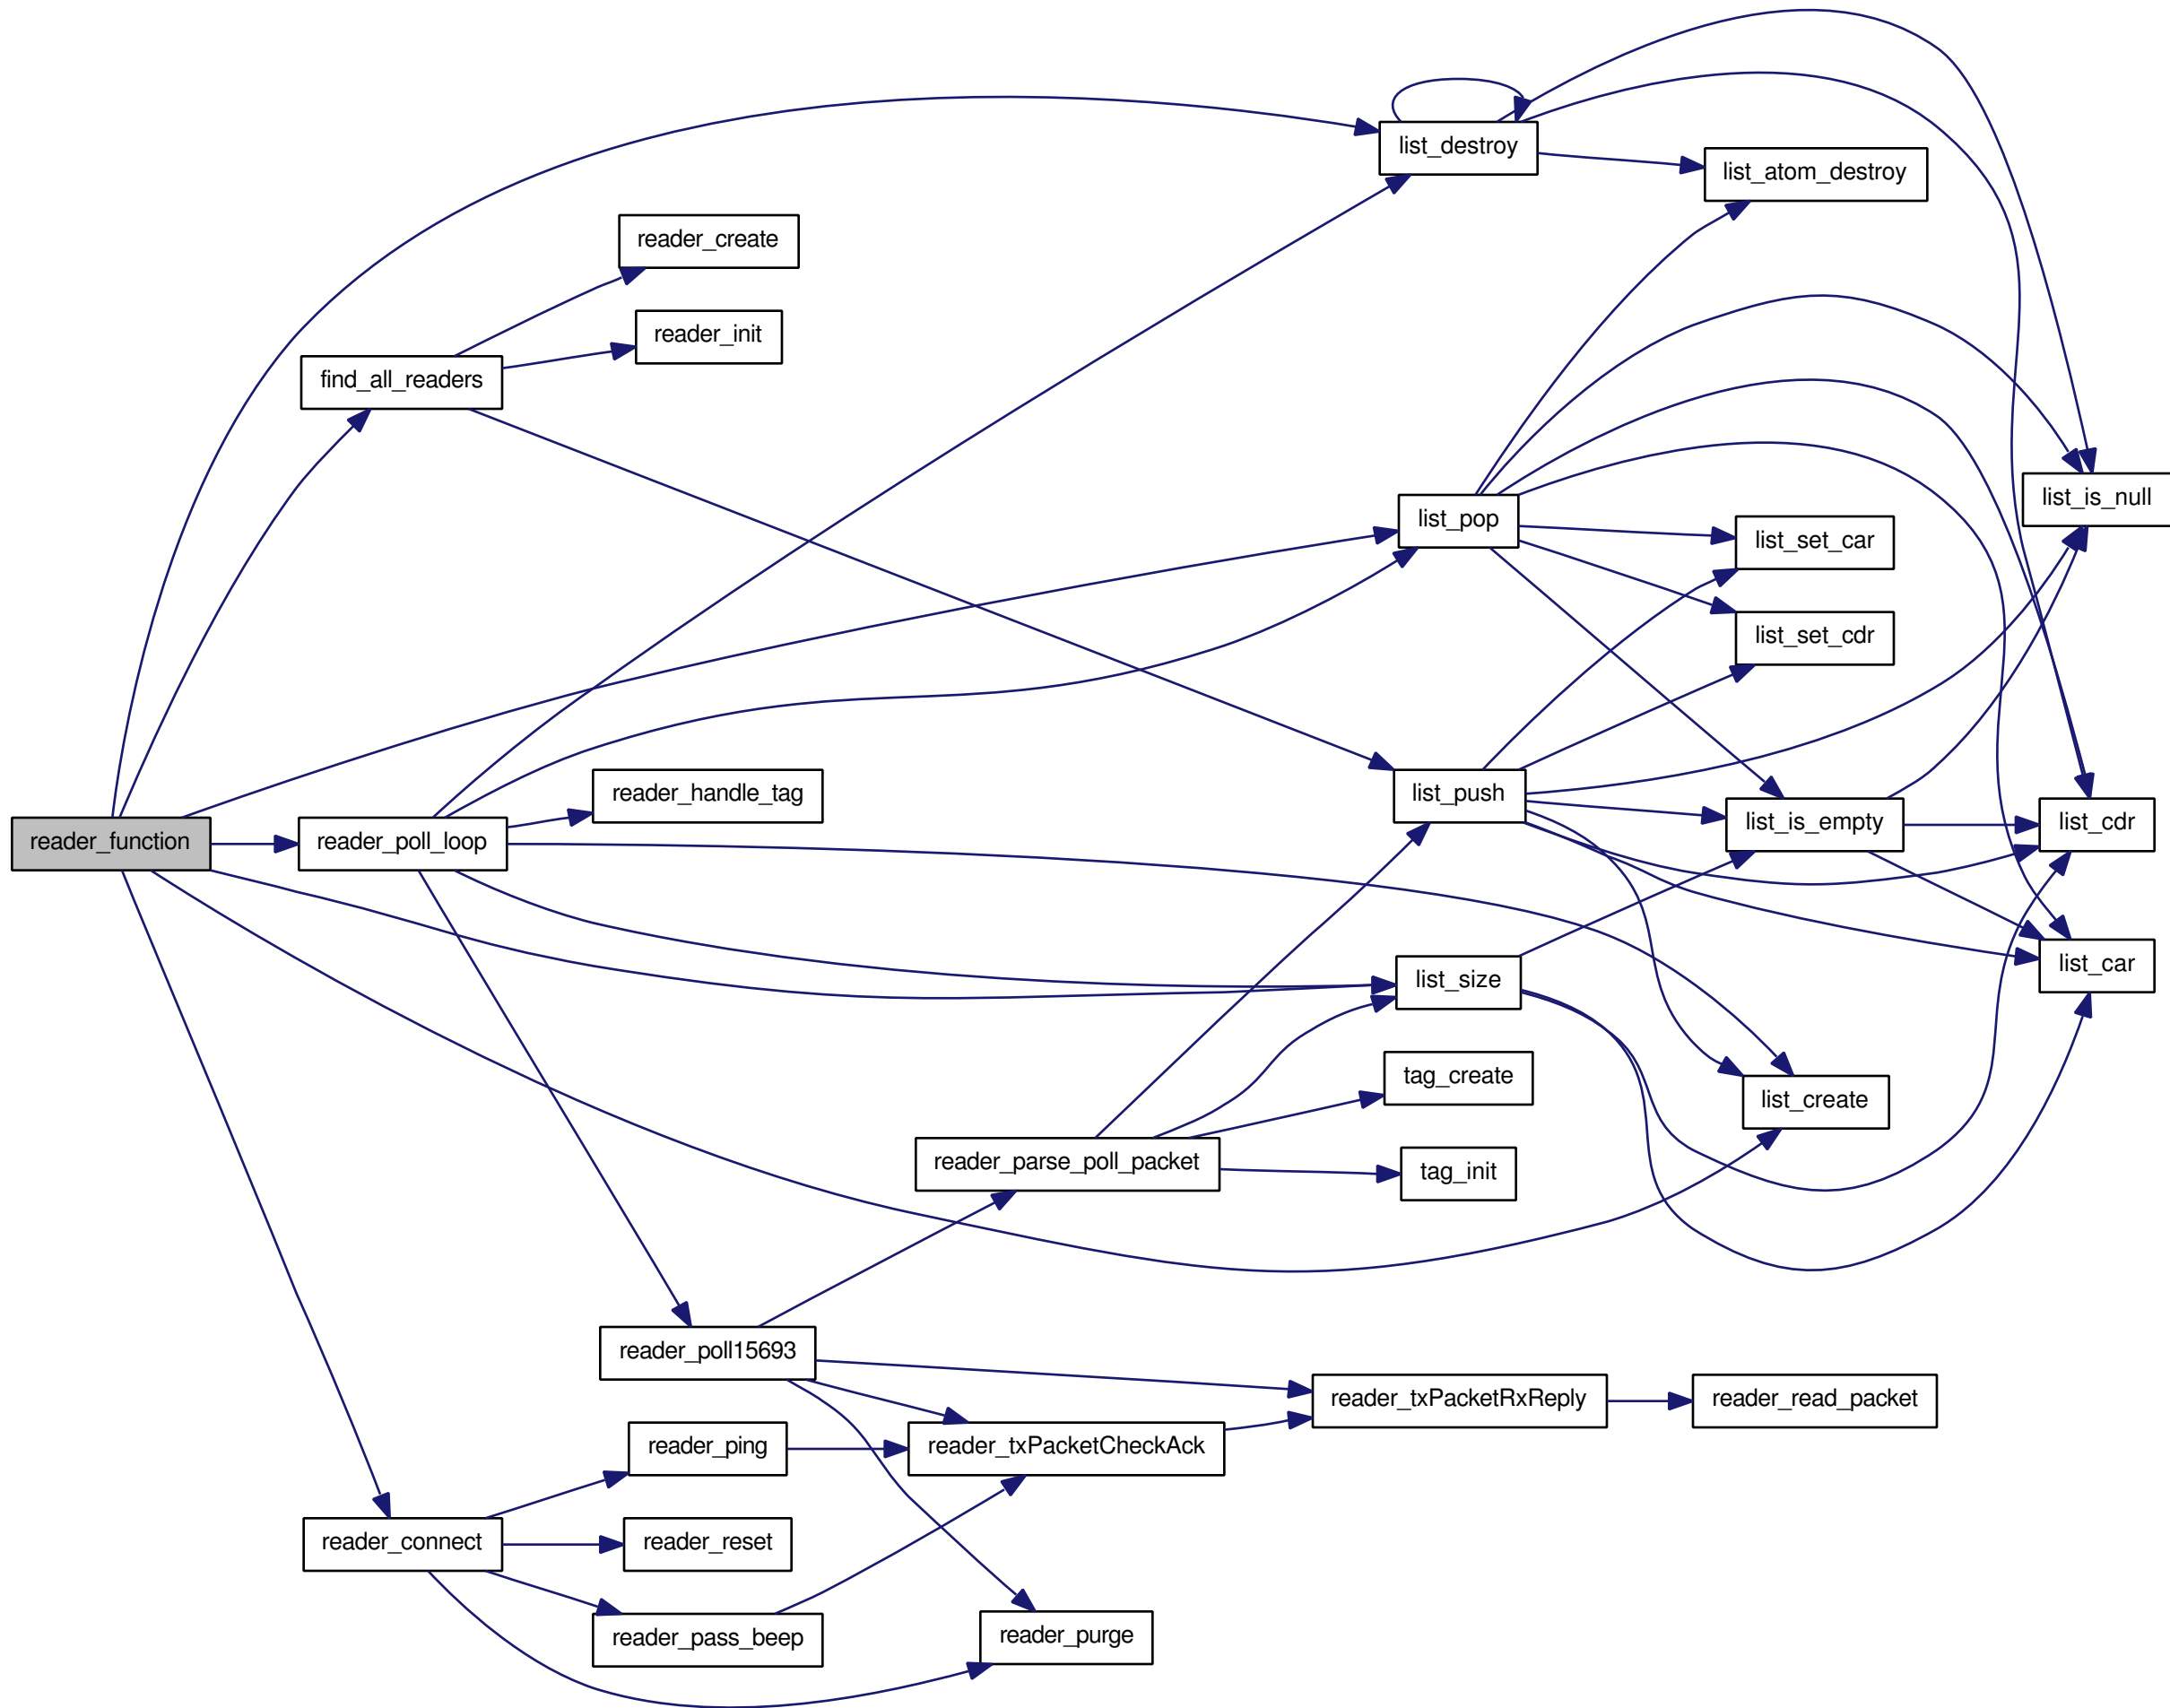 list_destroy
list_atom_destroy
reader_create
reader_init
find_all_readers
list_is_null
list_pop
list_set_car
list_set_cdr
reader_handle_tag
list_push
list_is_empty
list_cdr
reader_function
reader_poll_loop
list_car
list_size
tag_create
list_create
reader_parse_poll_packet
tag_init
reader_poll15693
reader_txPacketRxReply
reader_read_packet
reader_ping
reader_txPacketCheckAck
reader_connect
reader_reset
reader_pass_beep
reader_purge